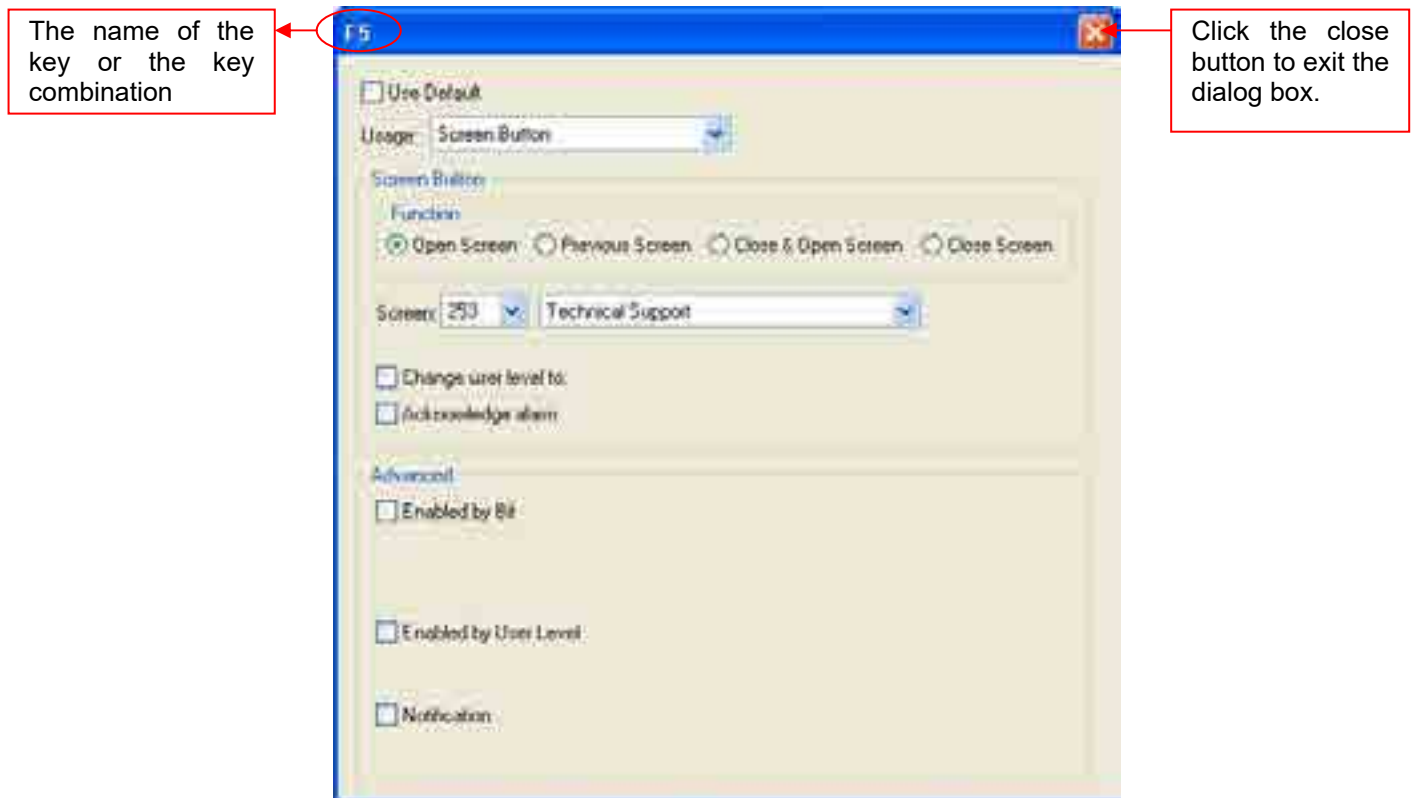 The name of the
key or the key
combination
F5
Click the close
button to exit the
dialog box.
Use Default
Usage: Screen Button
Screen Button
Function
Open Screen Previous Screen Close & Open Screen Close Screen
Screen: 253 Technical Support
Change user level to:
Acknowledge alarm
Advanced
Enabled by Bit
Enabled by User Level
Notification